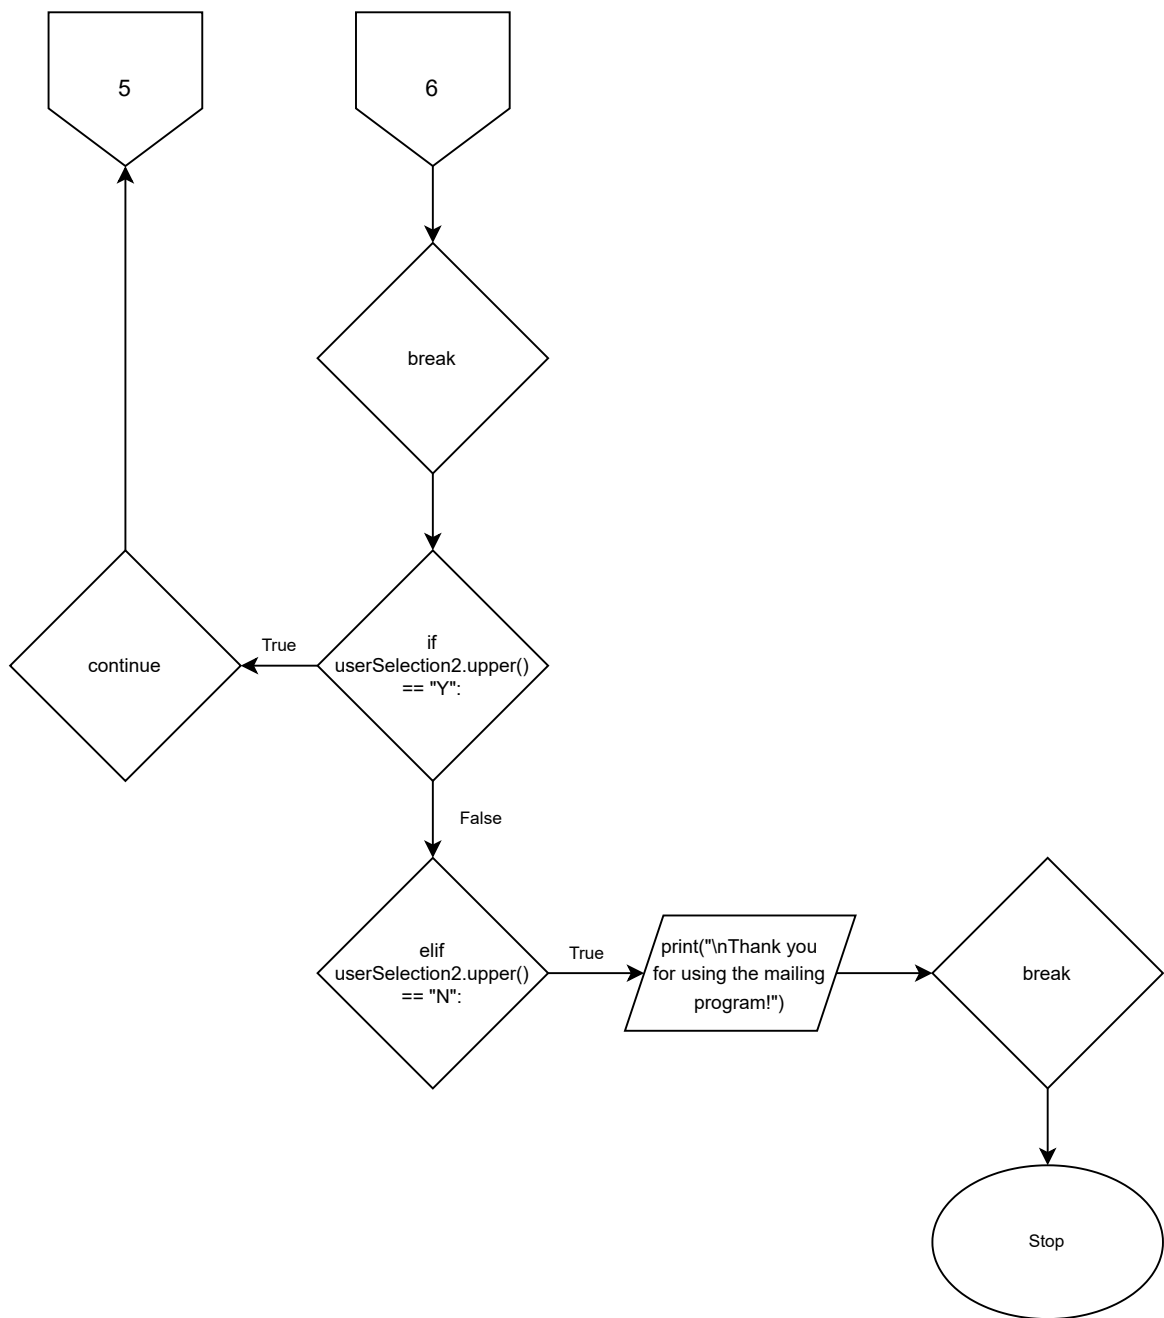 5
6
break
if
userSelection2.upper()
== "Y":
True
continue
False
elif
userSelection2.upper()
== "N":
True
print("\nThank you
for using the mailing
program!")
break
Stop